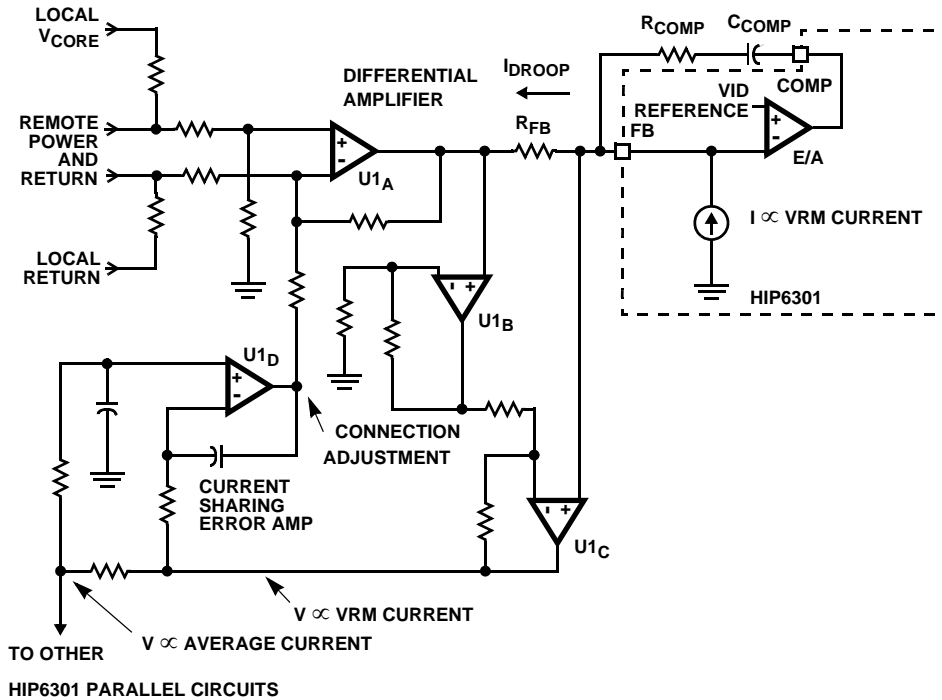 LOCAL
VCORE
REMOTE
POWER
AND
RETURN
LOCAL
RETURN
DIFFERENTIAL
AMPLIFIER
+
-
U1A
IDROOP
RFB
RCOMP
CCOMP
COMP
VID
REFERENCE
FB
+
-
E/A
I ∝ VRM CURRENT
HIP6301
- +
U1B
U1D
+
-
CONNECTION
ADJUSTMENT
CURRENT
SHARING
ERROR AMP
- +
U1C
V ∝ VRM CURRENT
V ∝ AVERAGE CURRENT
TO OTHER
HIP6301 PARALLEL CIRCUITS